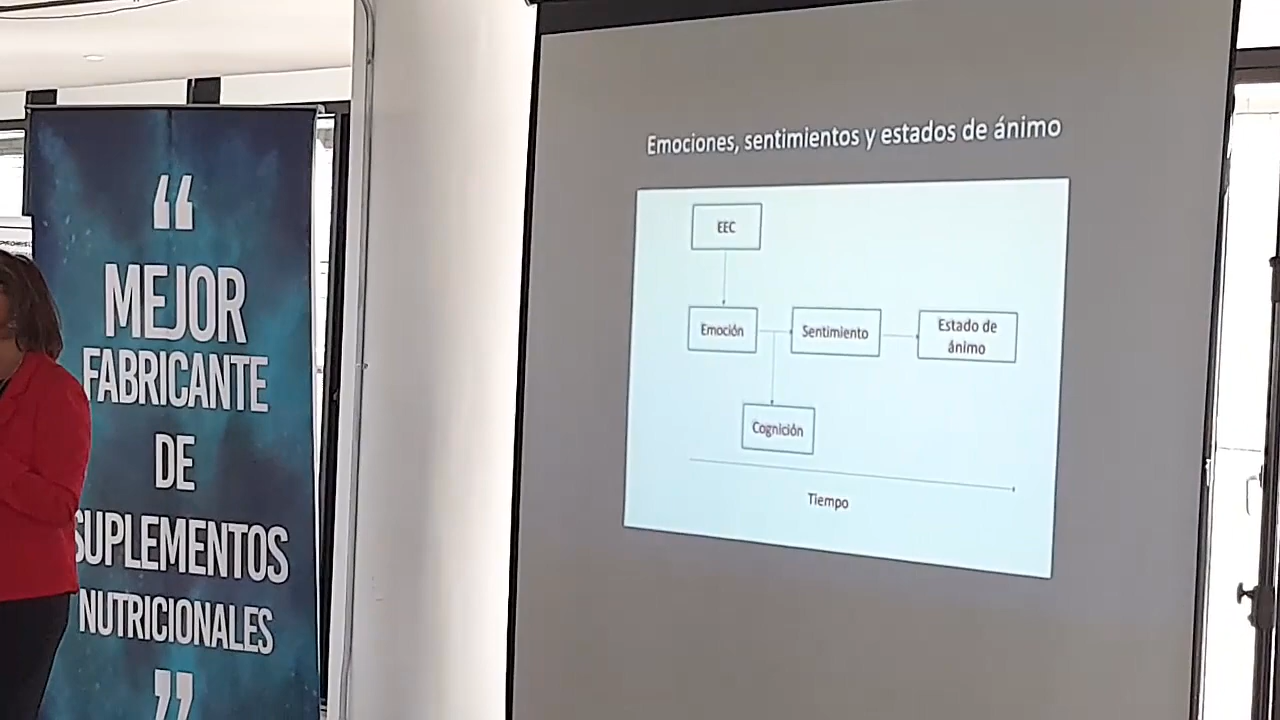 “
MEJOR
FABRICANTE
DE
SUPLEMENTOS
NUTRICIONALES
”
Emociones, sentimientos y estados de ánimo
EEC
Emoción
Sentimiento
Estado de
ánimo
Cognición
Tiempo